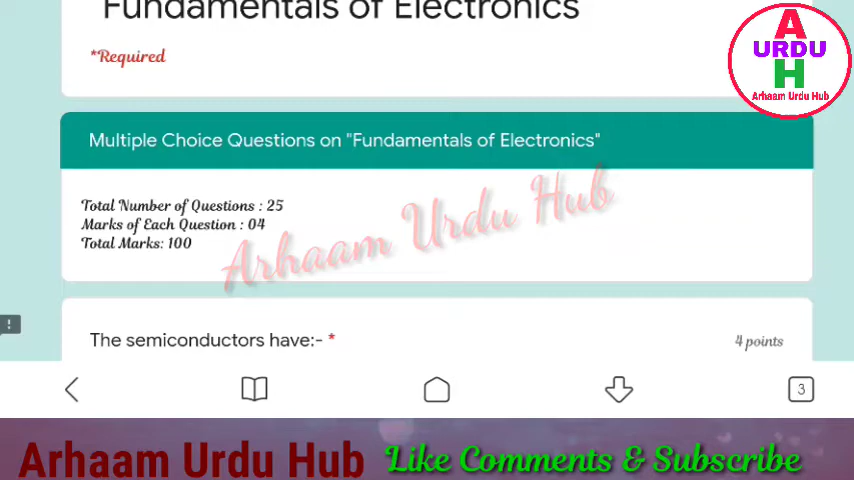 Fundamentals of Electronics
*Required
A
URDU
H
Arhaam Urdu Hub
Multiple Choice Questions on "Fundamentals of Electronics"
Total Number of Questions : 25
Marks of Each Question : 04
Total Marks: 100
Arhaam Urdu Hub
!
The semiconductors have:- *
4 points
3
Arhaam Urdu Hub
Like Comments & Subscribe